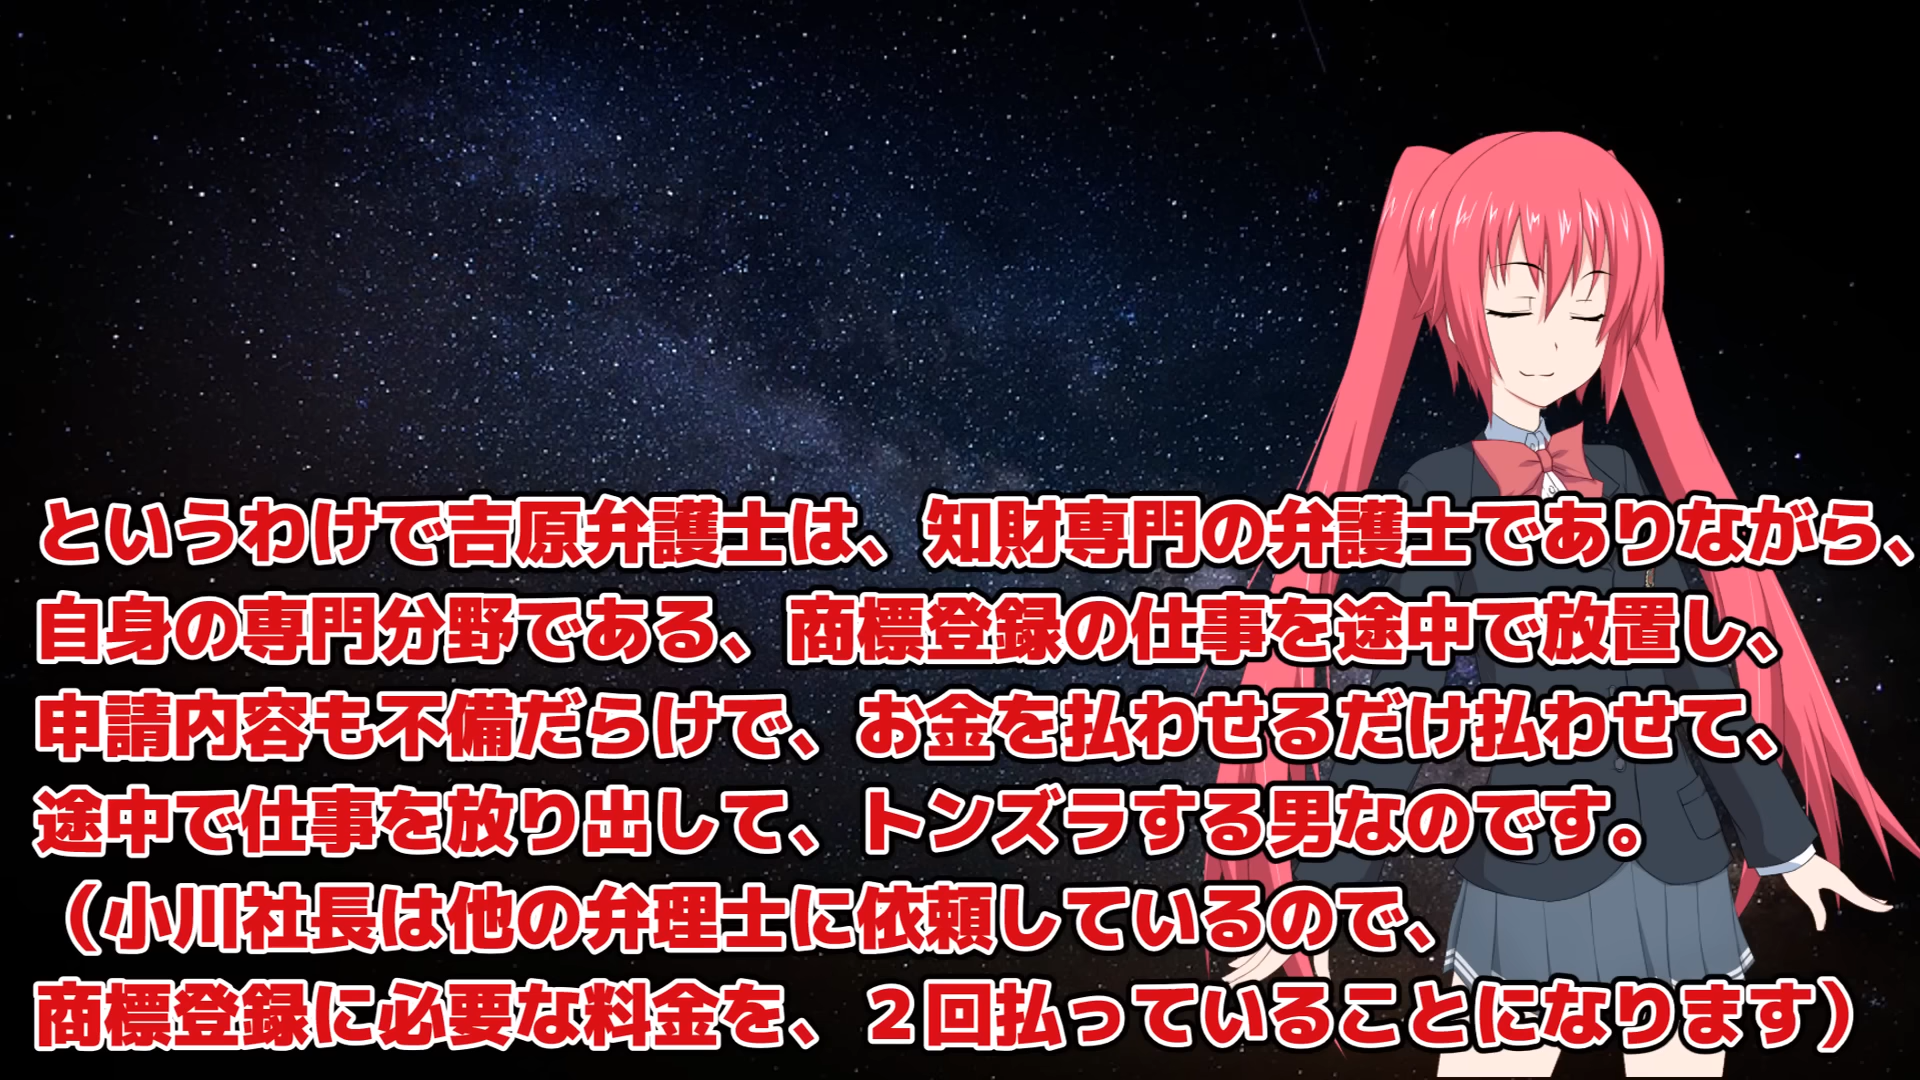 というわけで吉原弁護士は、知財専門の弁護士でありながら、
自身の専門分野である、商標登録の仕事を途中で放置し、
申請内容も不備だらけで、お金を払わせるだけ払わせて、
途中で仕事を放り出して、トンズラする男なのです。
（小川社長は他の弁理士に依頼しているので、
商標登録に必要な料金を、２回払っていることになります）